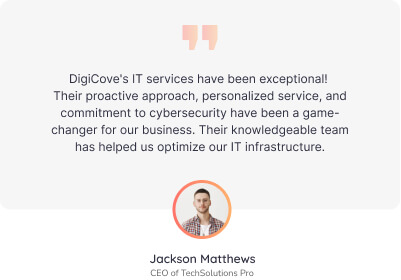 DigiCove's IT services have been exceptional!
Their proactive approach, personalized service, and
commitment to cybersecurity have been a game-
changer for our business. Their knowledgeable team
has helped us optimize our IT infrastructure.
Jackson Matthews
CEO of TechSolutions Pro